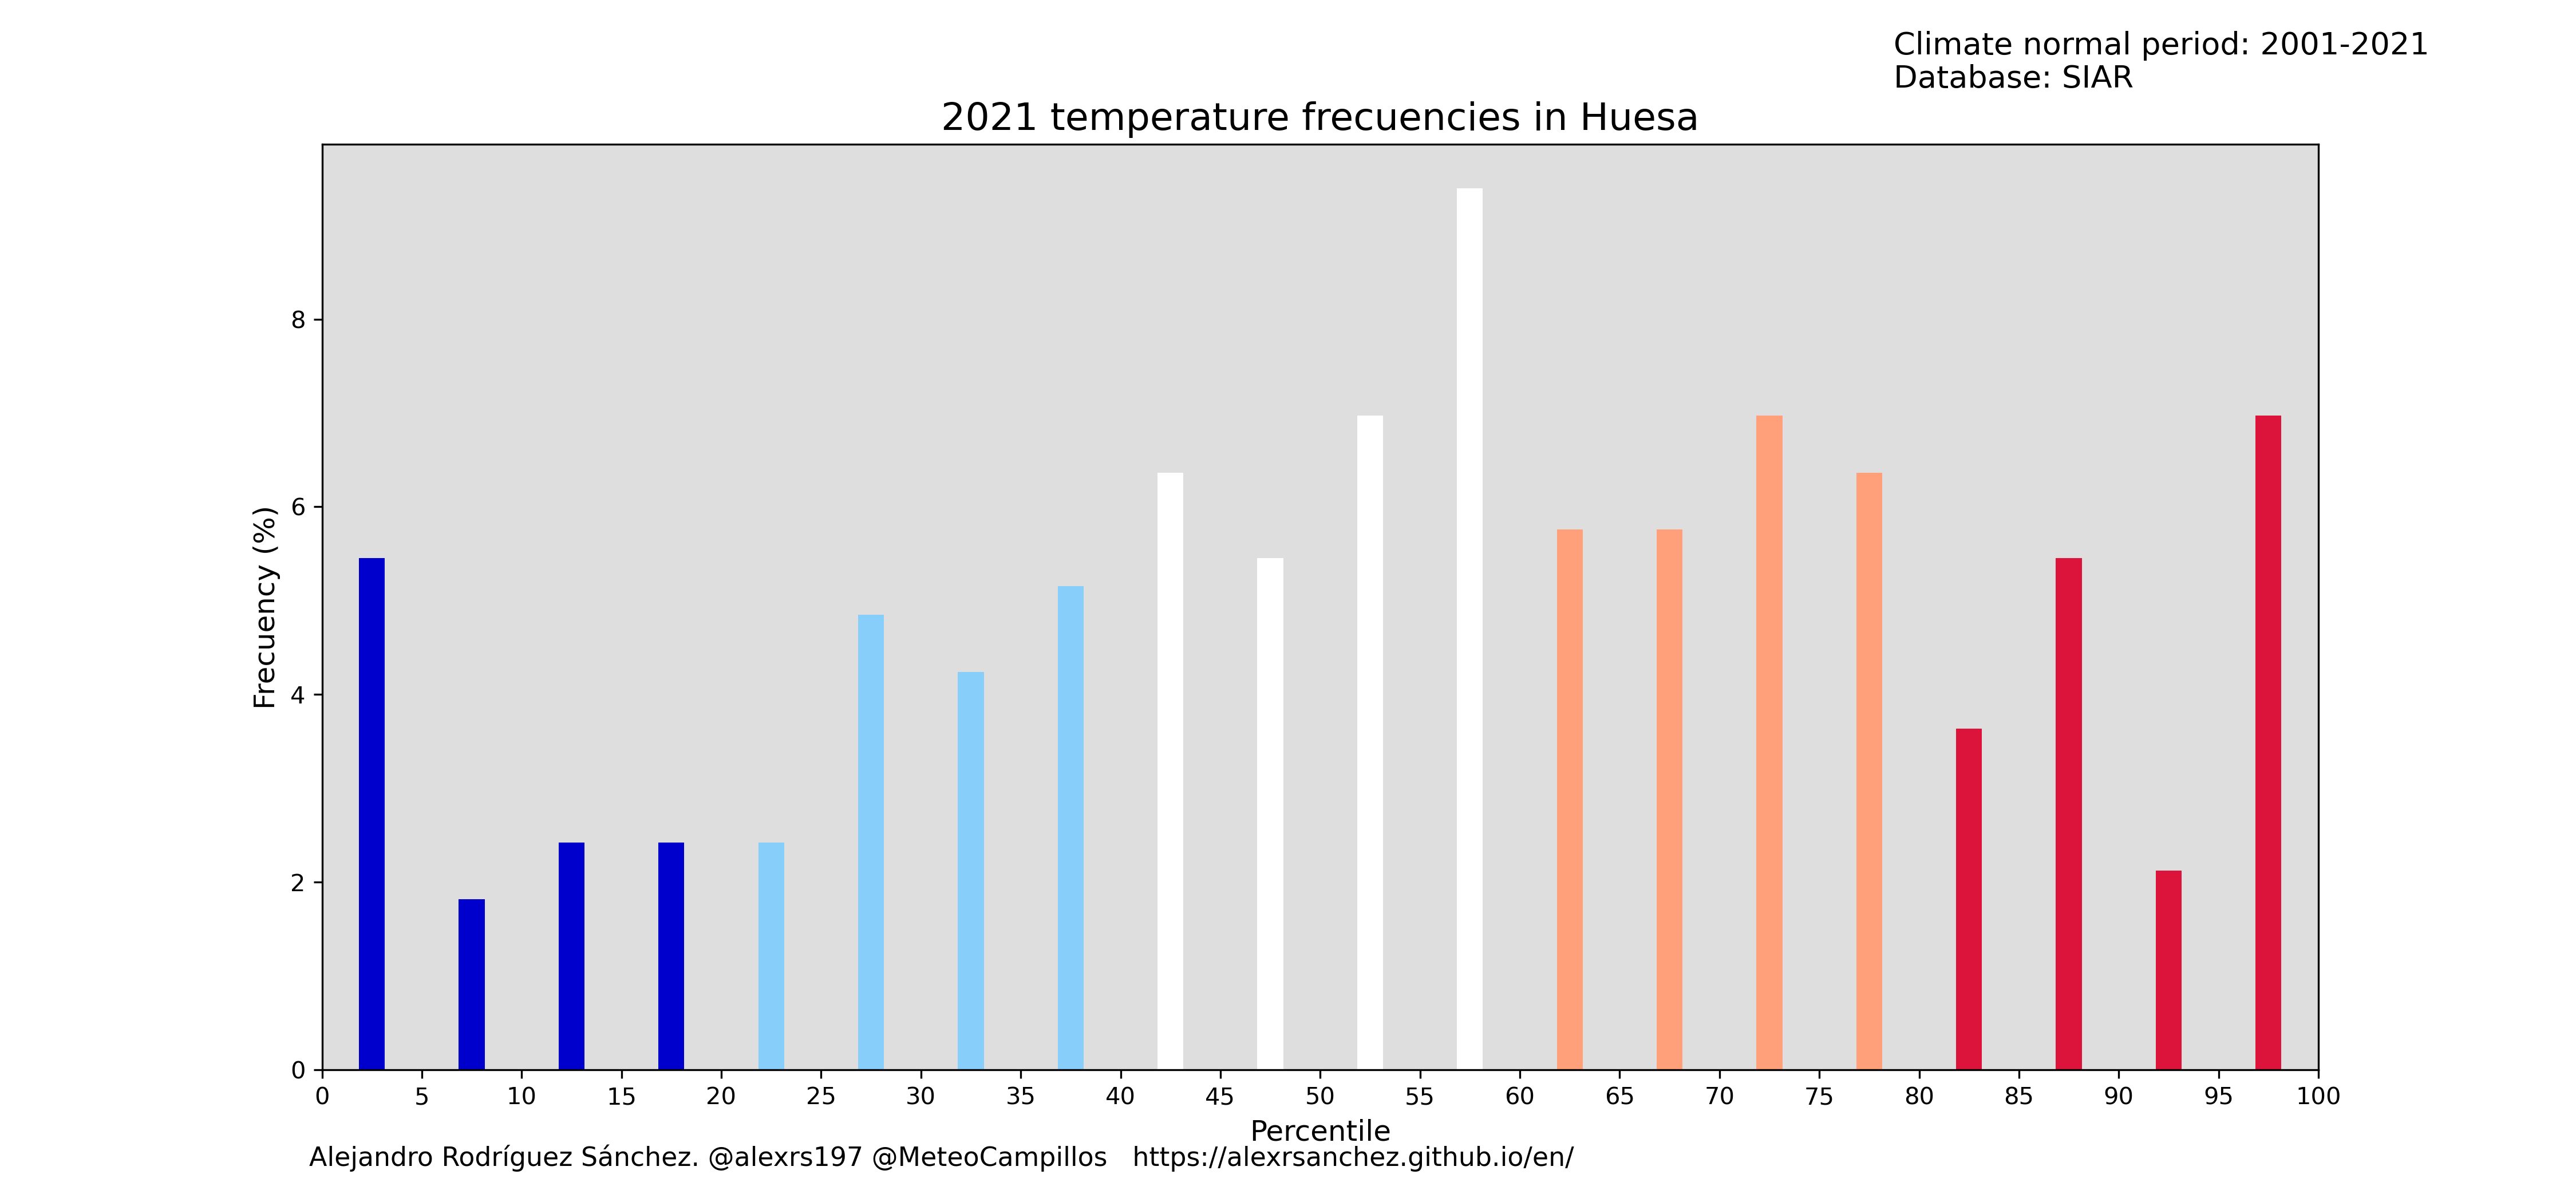 Climate normal period: 2001-2021
Database: SIAR
2021 temperature frecuencies in Huesa
Frecuency (%)
8
6
4
2
0
0 5 10 15 20 25 30 35 40 45 50 55 60 65 70 75 80 85 90 95 100
Percentile
Alejandro Rodríguez Sánchez. @alexrs197 @MeteoCampillos https://alexrsanchez.github.io/en/